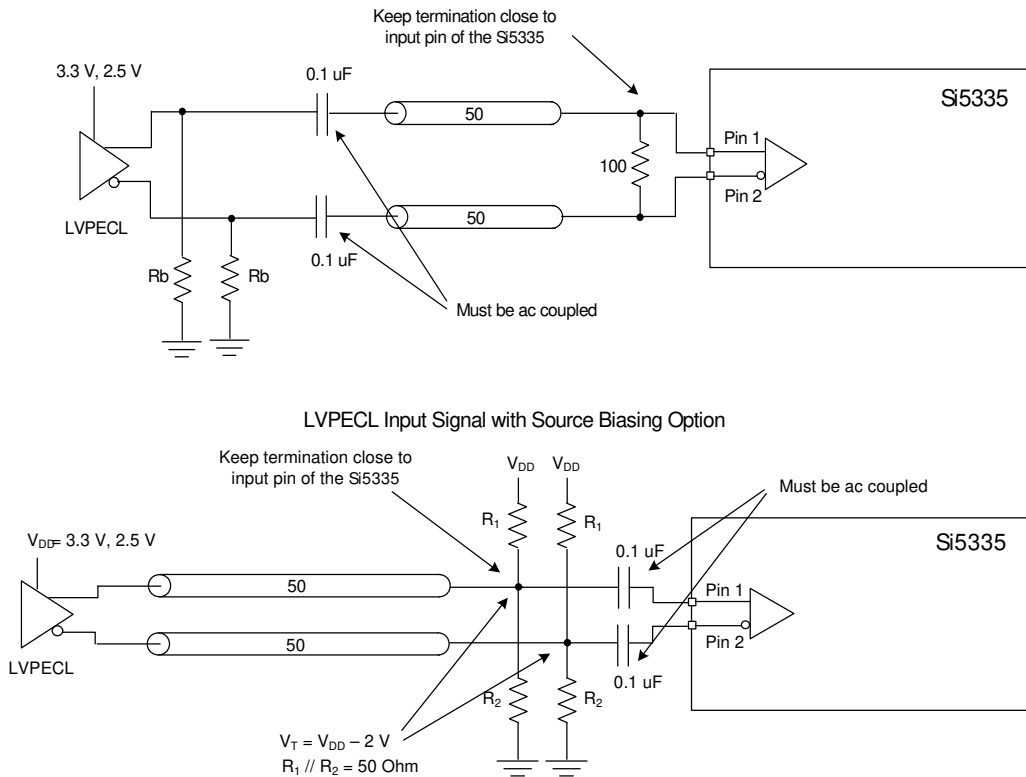 Keep termination close to
input pin of the Si5335
3.3 V, 2.5 V
0.1 uF
Si5335
50
Pin 1
100
Pin 2
LVPECL
50
0.1 uF
Rb
Rb
Must be ac coupled
LVPECL Input Signal with Source Biasing Option
Keep termination close to
input pin of the Si5335
VDD VDD
Must be ac coupled
R1
R1
VDD= 3.3 V, 2.5 V
0.1 uF
Si5335
50
Pin 1
50
Pin 2
LVPECL
0.1 uF
R2
R2
VT = VDD – 2 V
R1 // R2 = 50 Ohm